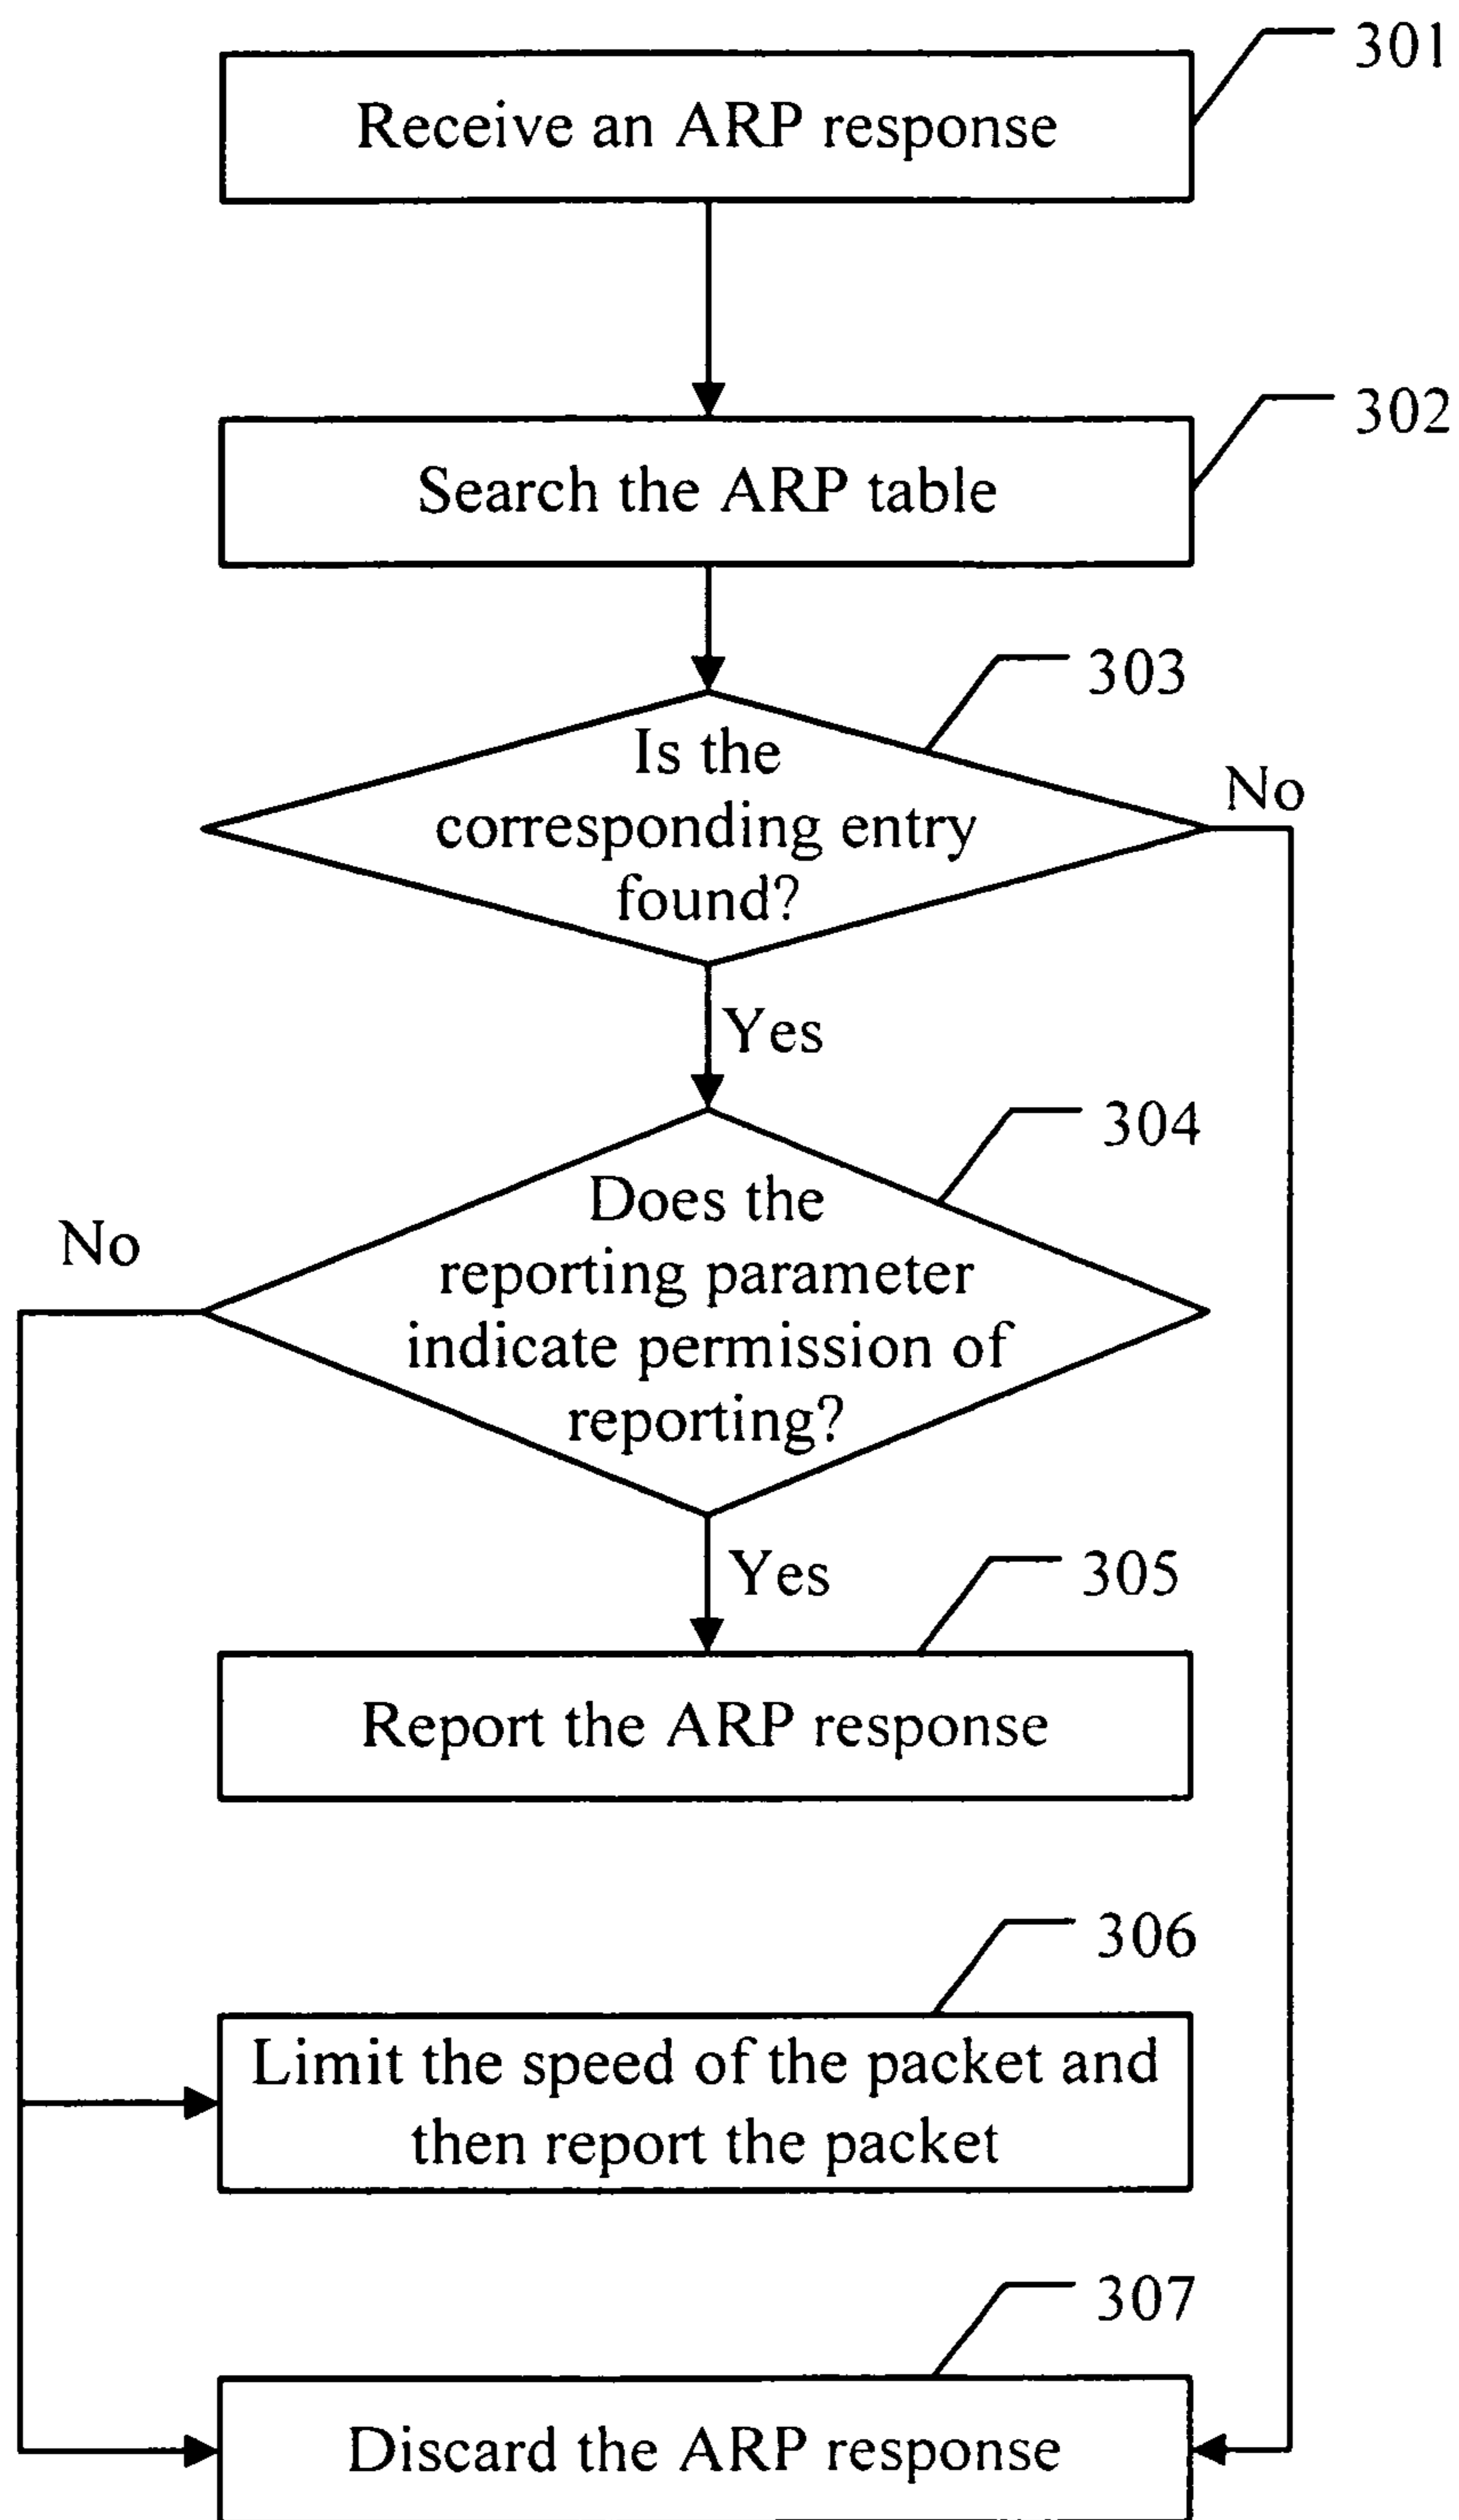 301
Receive an ARP response
302
Search the ARP table
303
Is the
corresponding entry
found?
No
Yes
304
Does the
reporting parameter
indicate permission of
reporting?
No
Yes
305
Report the ARP response
306
Limit the speed of the packet and
then report the packet
307
Discard the ARP response